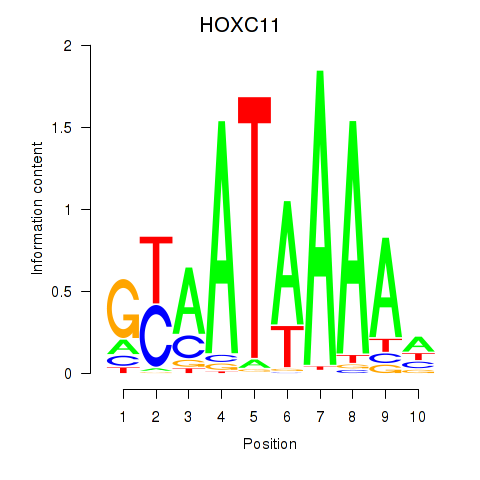 HOXC11
2
1.5
1
0.5
0
Information content
G A C T
T C A
A C G T
A C G
T A
A T G
A T
A T G C
A T C G
A T C G
1 2 3 4 5 6 7 8 9 10
Position